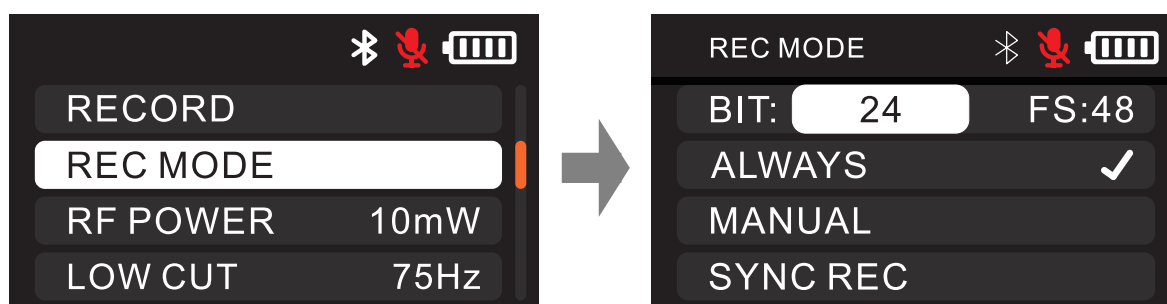 RECORD
REC MODE
RF POWER 10mW
LOW CUT 75Hz
REC MODE
BIT: 24 FS:48
ALWAYS
MANUAL
SYNC REC